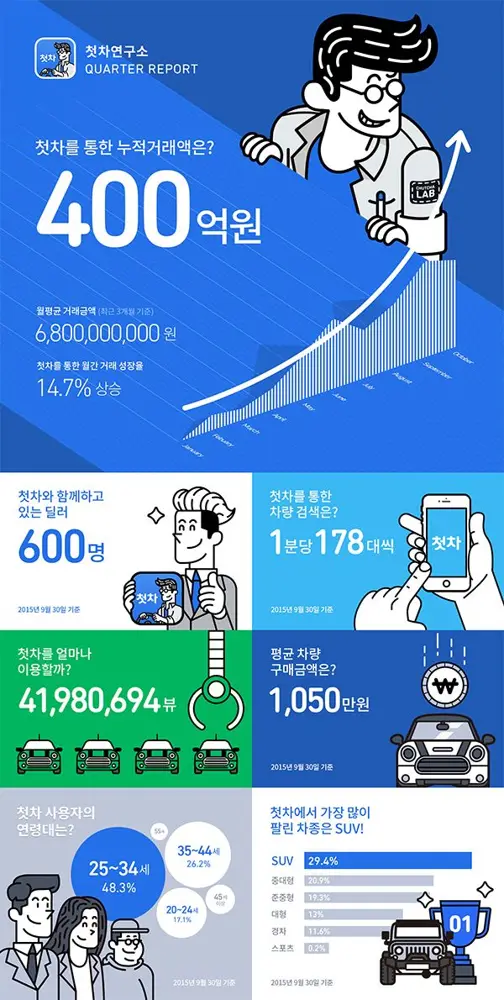 첫차
첫차연구소
QUARTER REPORT
CHUTCHA
LAB
첫차를 통한 누적거래액은?
400억원
월평균 거래금액 (최근 3개월 기준)
6,800,000,000 원
첫차를 통한 월간 거래 성장율
14.7% 상승
January
Febuary
March
April
May
June
July
August
September
October
첫차와 함께하고
있는 딜러
600명
첫차
2015년 9월 30일 기준
첫차를 통한
차량 검색은?
1분당 178 대씩
첫차
2015년 9월 30일 기준
첫차를 얼마나
이용할까?
41,980,694 뷰
평균 차량
구매금액은?
1,050만원
₩
2015년 9월 30일 기준
첫차 사용자의
연령대는?
55+
25~34 세
48.3%
35~44 세
26.2%
20~24 세
17.1%
45세
이상
2015년 9월 30일 기준
첫차에서 가장 많이
팔린 차종은 SUV!
SUV 29.4%
중대형 20.9%
준중형 19.3%
대형 13%
경차 11.6%
스포츠 0.2%
01
2015년 9월 30일 기준